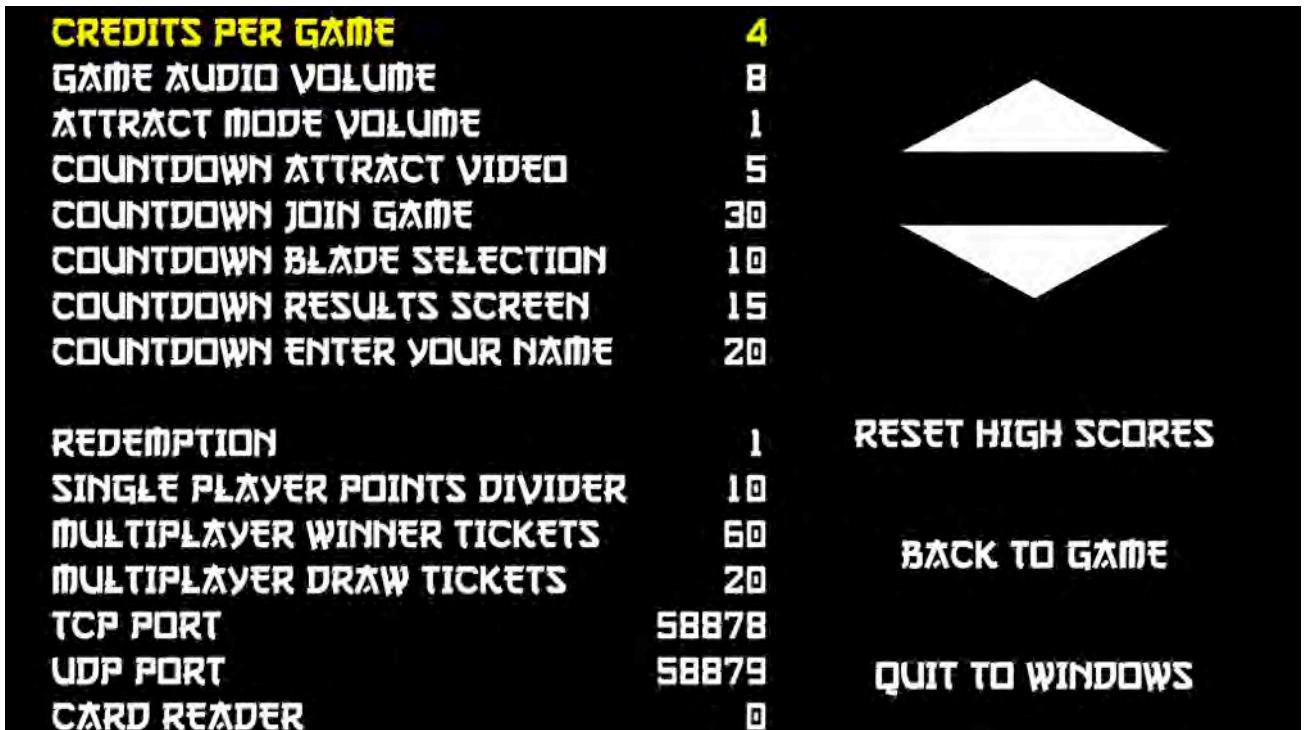 CREDITS PER GAME 4
GAME AUDIO VOLUME 8
ATTRACT MODE VOLUME 1
COUNTDOWN ATTRACT VIDEO 5
COUNTDOWN JOIN GAME 30
COUNTDOWN BLADE SELECTION 10
COUNTDOWN RESULTS SCREEN 15
COUNTDOWN ENTER YOUR NAME 20
REDEMPTION 1
SINGLE PLAYER POINTS DIVIDER 10
MULTIPLAYER WINNER TICKETS 60
MULTIPLAYER DRAW TICKETS 20
TCP PORT 58878
UDP PORT 58879
CARD READER 0
RESET HIGH SCORES
BACK TO GAME
QUIT TO WINDOWS